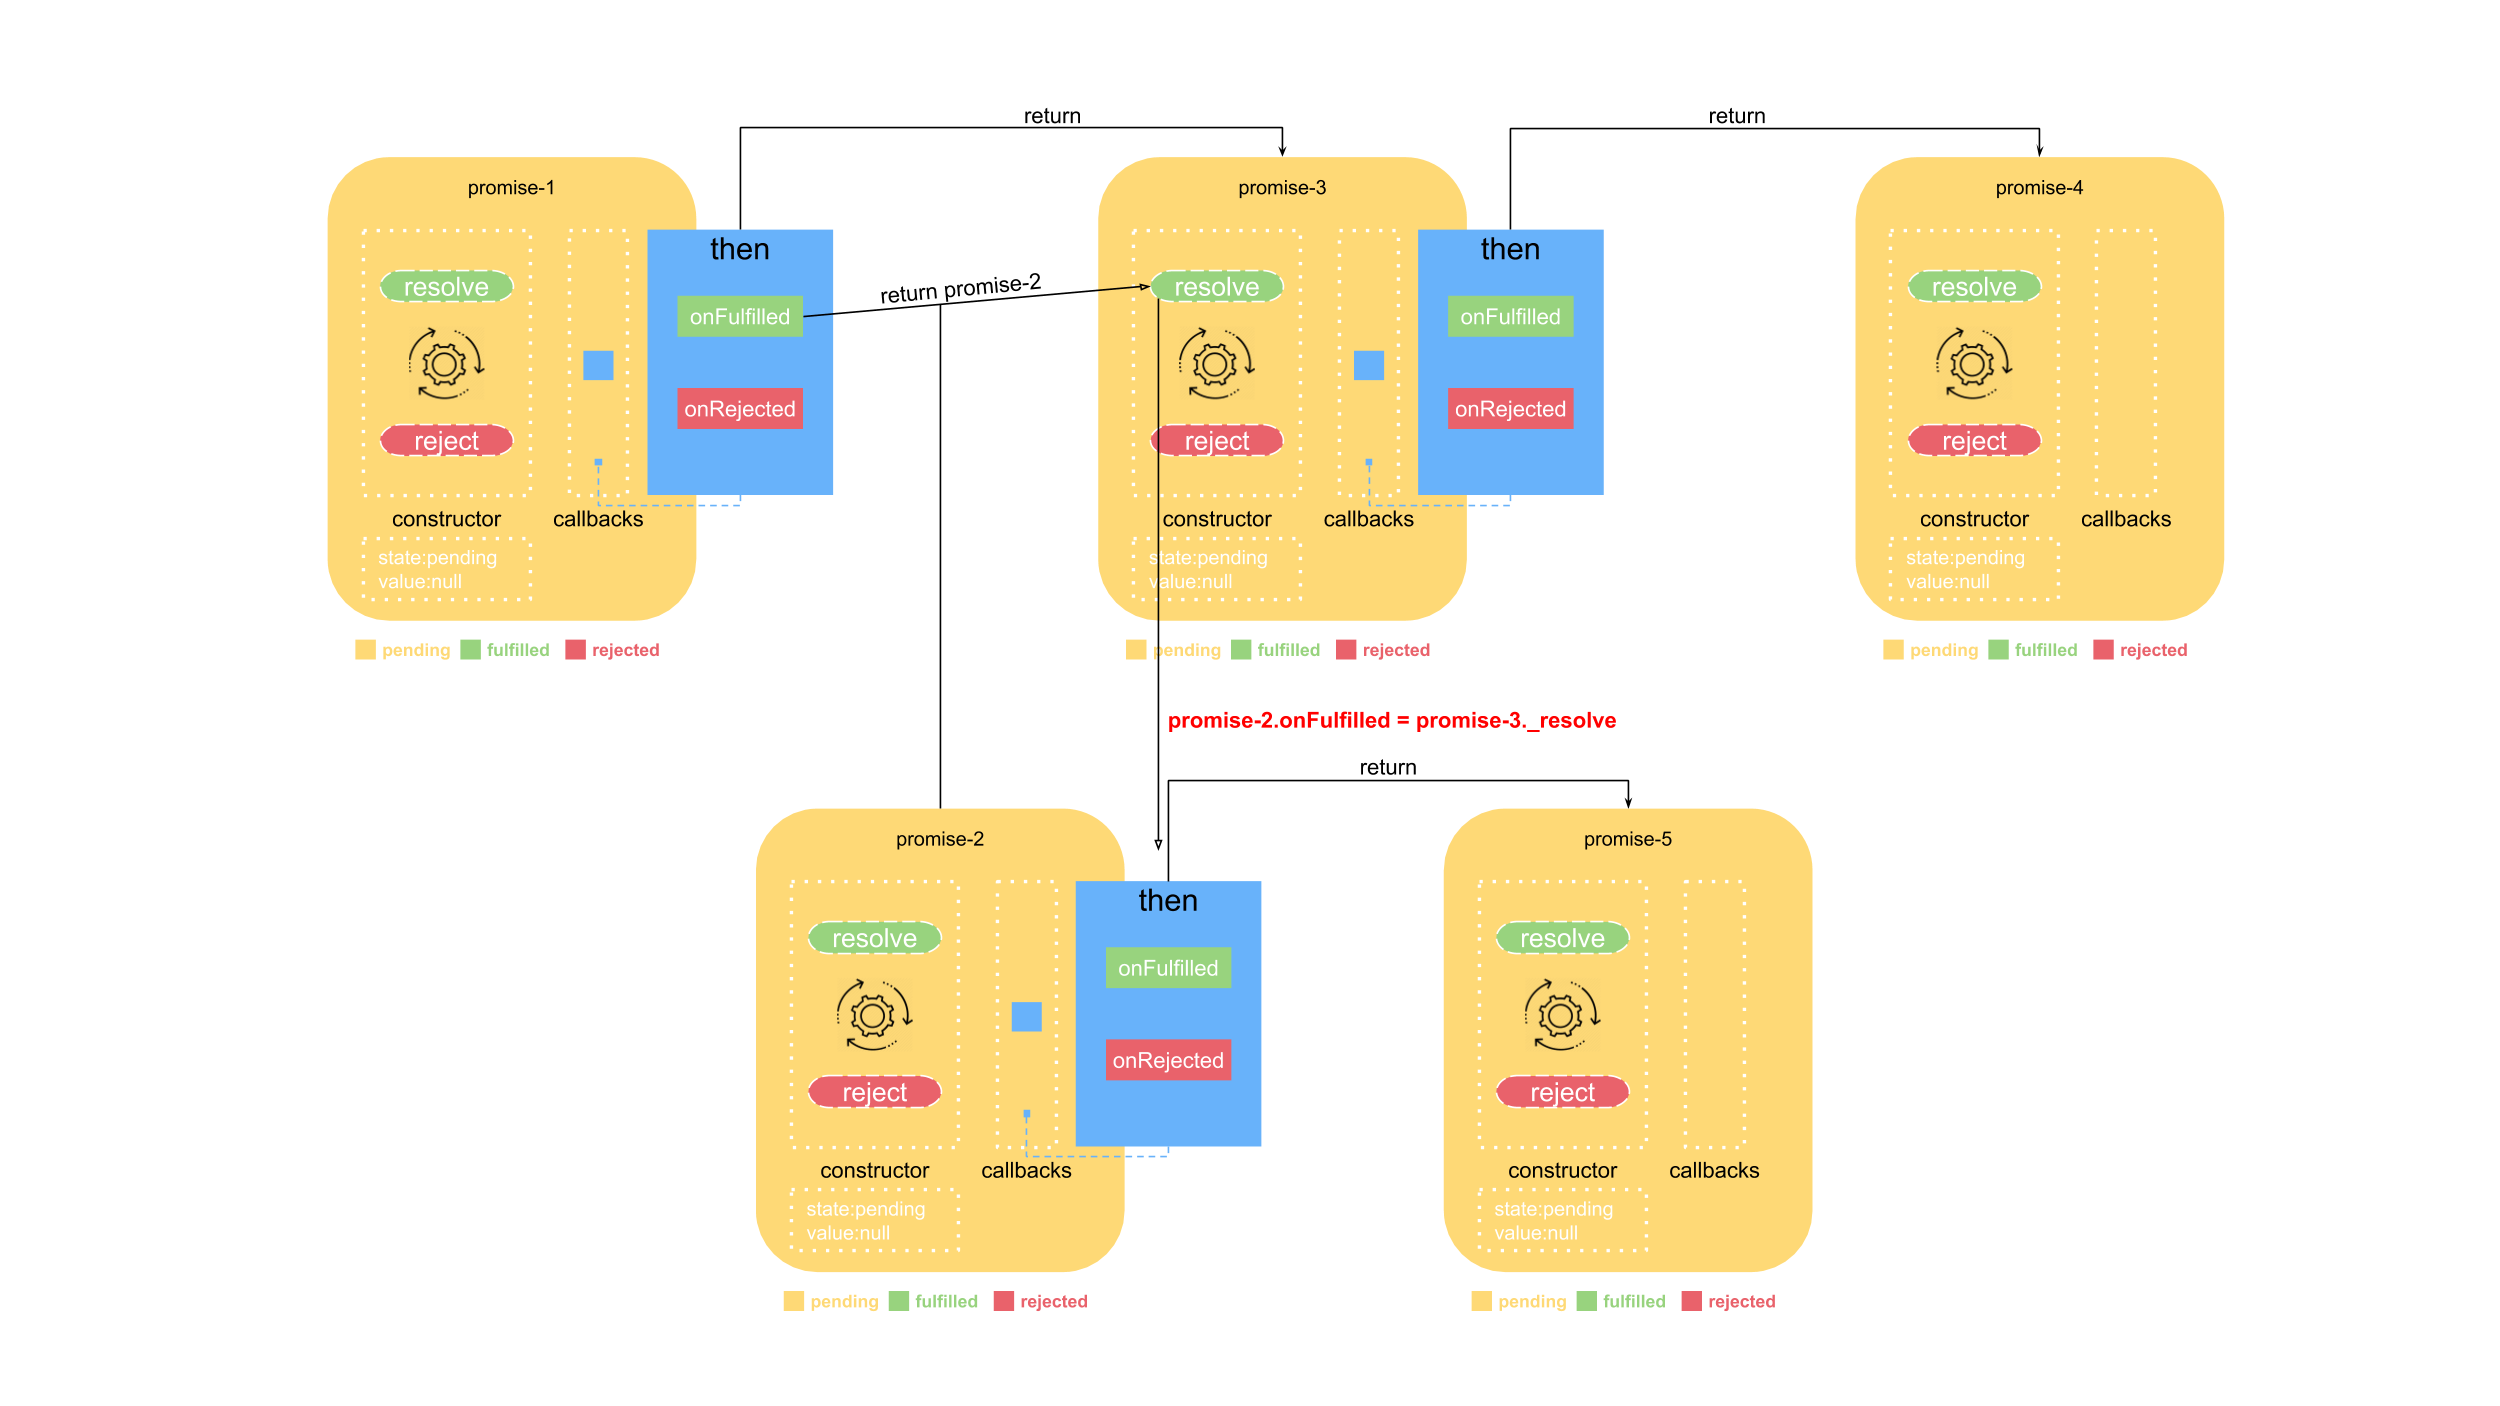 return
return
promise-1
then
resolve
onFulfilled
onRejected
reject
constructor
callbacks
state:pending
value:null
pending
fulfilled
rejected
return promise-2
promise-3
then
resolve
onFulfilled
onRejected
reject
constructor
callbacks
state:pending
value:null
pending
fulfilled
rejected
promise-4
resolve
reject
constructor
callbacks
state:pending
value:null
pending
fulfilled
rejected
promise-2.onFulfilled = promise-3._resolve
return
promise-2
then
resolve
onFulfilled
onRejected
reject
constructor
callbacks
state:pending
value:null
pending
fulfilled
rejected
promise-5
resolve
reject
constructor
callbacks
state:pending
value:null
pending
fulfilled
rejected